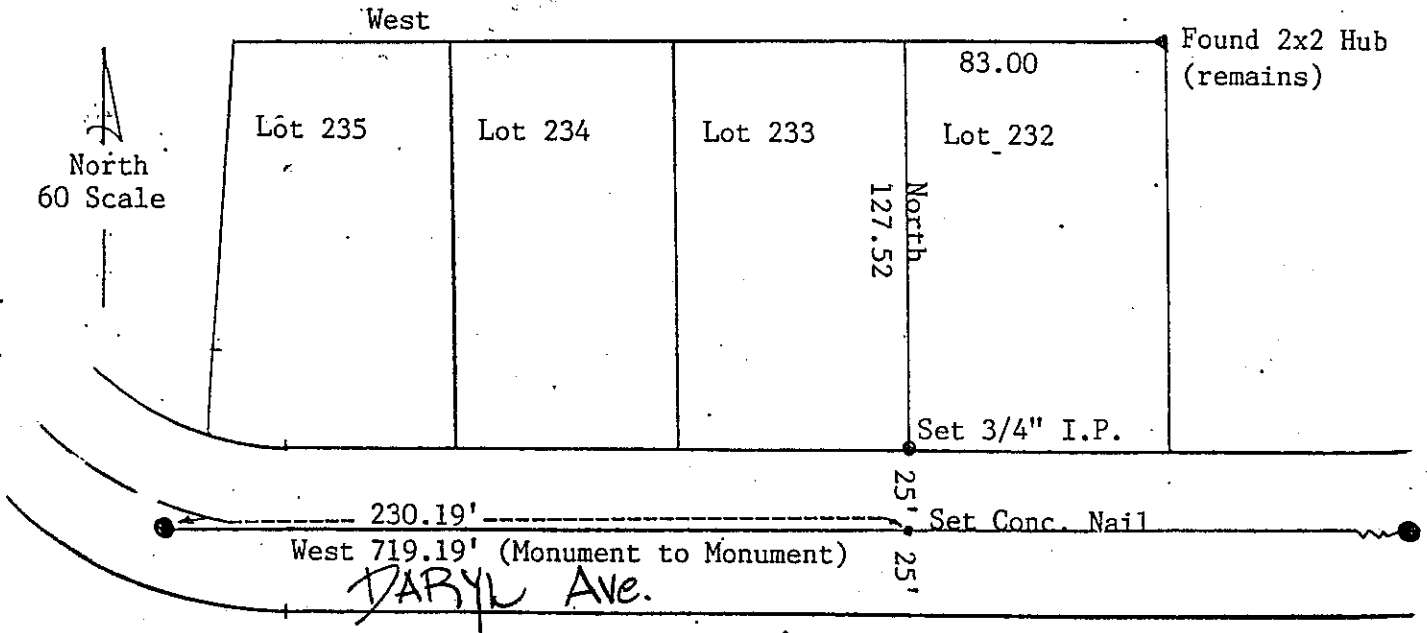 West
Found 2x2 Hub
(remains)
83.00
Lot 235
Lot 234
Lot 233
Lot 232
North
60 Scale
North
127.52
Set 3/4" I.P.
25'
230.19'
Set Conc. Nail
West 719.19' (Monument to Monument)
25'
DARYL Ave.